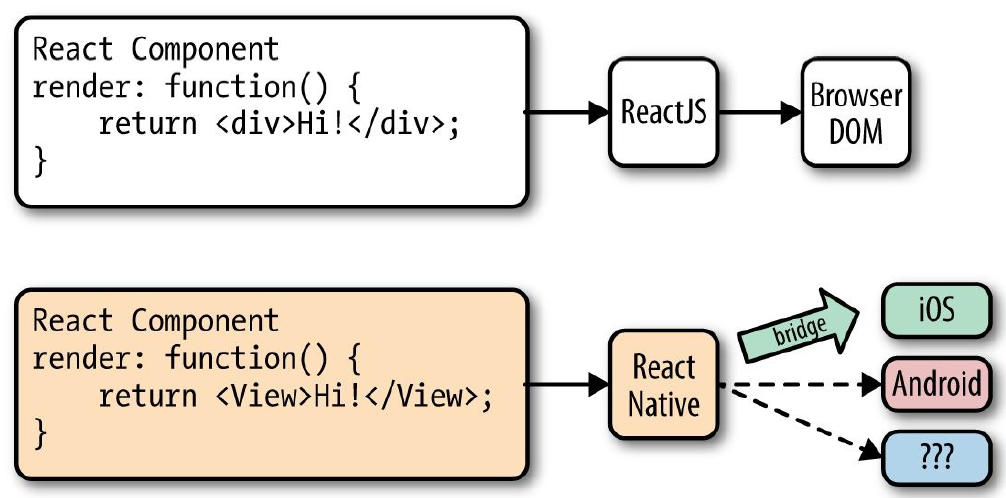 React Component
render: function() {
    return <div>Hi!</div>;
}
ReactJS
Browser
DOM
React Component
render: function() {
    return <View>Hi!</View>;
}
React
Native
bridge
iOS
Android
???